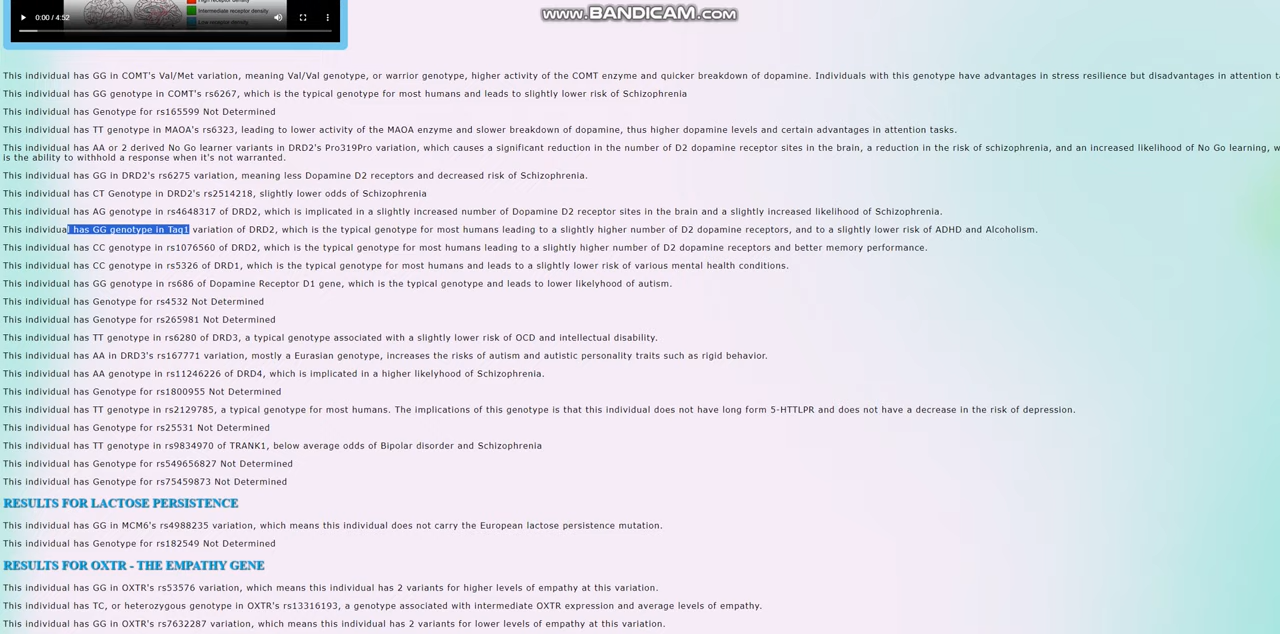 www.BANDICAM.com
High receptor density
Intermediate receptor density
Low receptor density
0:00 / 4:52
This individual has GG in COMT's Val/Met variation, meaning Val/Val genotype, or warrior genotype, higher activity of the COMT enzyme and quicker breakdown of dopamine. Individuals with this genotype have advantages in stress resilience but disadvantages in attention
This individual has GG genotype in COMT's rs6267, which is the typical genotype for most humans and leads to slightly lower risk of Schizophrenia
This individual has Genotype for rs165599 Not Determined
This individual has TT genotype in MAOA's rs6323, leading to lower activity of the MAOA enzyme and slower breakdown of dopamine, thus higher dopamine levels and certain advantages in attention tasks.
This individual has AA or 2 derived No Go learner variants in DRD2's Pro319Pro variation, which causes a significant reduction in the number of D2 dopamine receptor sites in the brain, a reduction in the risk of schizophrenia, and an increased likelihood of No Go learning,
is the ability to withhold a response when it's not warranted.
This individual has GG in DRD2's rs6275 variation, meaning less Dopamine D2 receptors and decreased risk of Schizophrenia.
This individual has CT Genotype in DRD2's rs2514218, slightly lower odds of Schizophrenia
This individual has AG genotype in rs4648317 of DRD2, which is implicated in a slightly increased number of Dopamine D2 receptor sites in the brain and a slightly increased likelihood of Schizophrenia.
This individual has GG genotype in Taq1 variation of DRD2, which is the typical genotype for most humans leading to a slightly higher number of D2 dopamine receptors, and to a slightly lower risk of ADHD and Alcoholism.
This individual has CC genotype in rs1076560 of DRD2, which is the typical genotype for most humans leading to a slightly higher number of D2 dopamine receptors and better memory performance.
This individual has CC genotype in rs5326 of DRD1, which is the typical genotype for most humans and leads to a slightly lower risk of various mental health conditions.
This individual has GG genotype in rs686 of Dopamine Receptor D1 gene, which is the typical genotype and leads to lower likelyhood of autism.
This individual has Genotype for rs4532 Not Determined
This individual has Genotype for rs265981 Not Determined
This individual has TT genotype in rs6280 of DRD3, a typical genotype associated with a slightly lower risk of OCD and intellectual disability.
This individual has AA in DRD3's rs167771 variation, mostly a Eurasian genotype, increases the risks of autism and autistic personality traits such as rigid behavior.
This individual has AA genotype in rs11246226 of DRD4, which is implicated in a higher likelyhood of Schizophrenia.
This individual has Genotype for rs1800955 Not Determined
This individual has TT genotype in rs2129785, a typical genotype for most humans. The implications of this genotype is that this individual does not have long form 5-HTTLPR and does not have a decrease in the risk of depression.
This individual has Genotype for rs25531 Not Determined
This individual has TT genotype in rs9834970 of TRANK1, below average odds of Bipolar disorder and Schizophrenia
This individual has Genotype for rs549656827 Not Determined
This individual has Genotype for rs75459873 Not Determined
RESULTS FOR LACTOSE PERSISTENCE
This individual has GG in MCM6's rs4988235 variation, which means this individual does not carry the European lactose persistence mutation.
This individual has Genotype for rs182549 Not Determined
RESULTS FOR OXTR - THE EMPATHY GENE
This individual has GG in OXTR's rs53576 variation, which means this individual has 2 variants for higher levels of empathy at this variation.
This individual has TC, or heterozygous genotype in OXTR's rs13316193, a genotype associated with intermediate OXTR expression and average levels of empathy.
This individual has GG in OXTR's rs7632287 variation, which means this individual has 2 variants for lower levels of empathy at this variation.